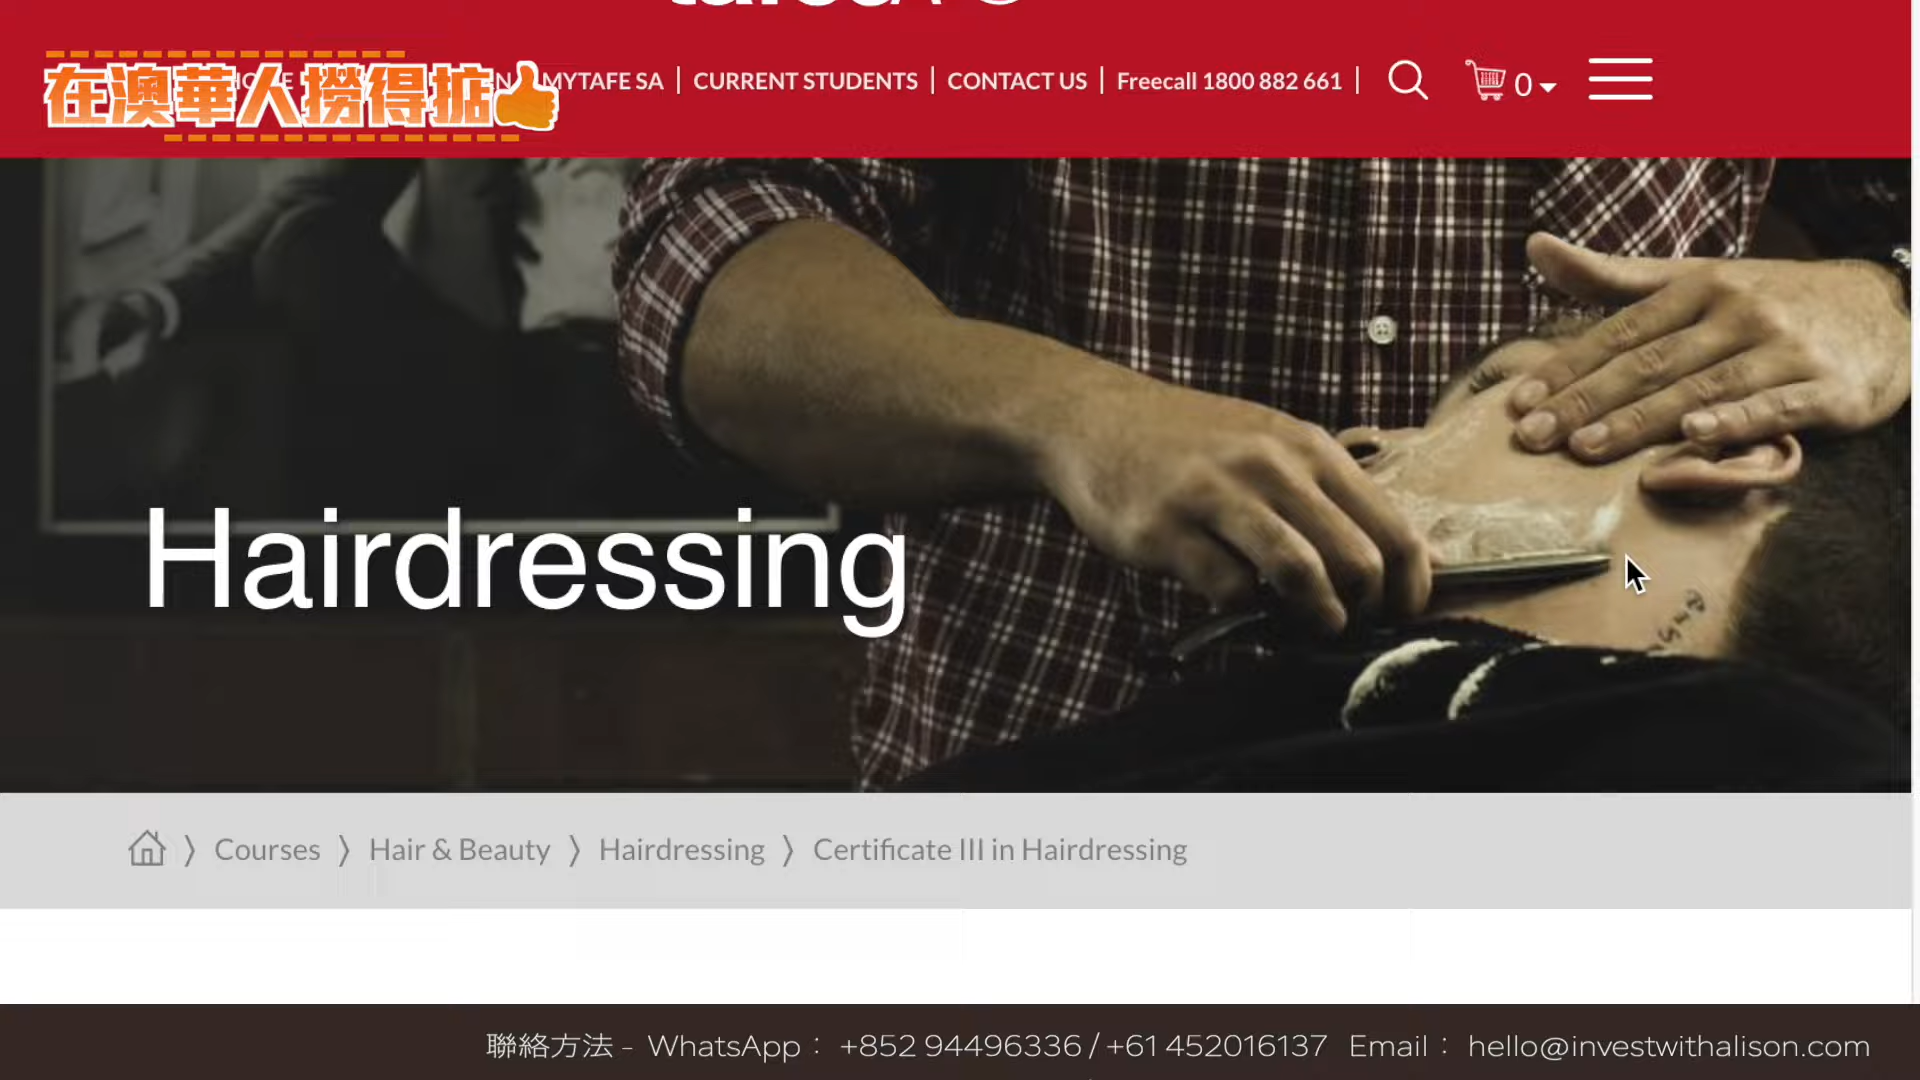 在澳華人撈得掂
MYTAFE SA | CURRENT STUDENTS | CONTACT US | Freecall 1800 882 661 | 0
Hairdressing
Courses 〉 Hair & Beauty 〉 Hairdressing 〉 Certificate III in Hairdressing
聯絡方法 - WhatsApp： +852 94496336 / +61 452016137 Email： hello@investwithalison.com